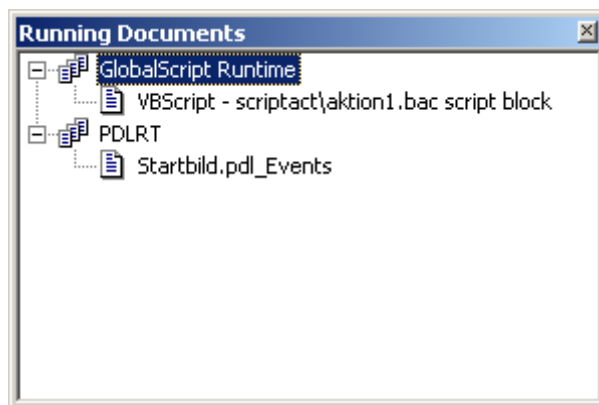 Running Documents
GlobalScript Runtime
VBScript - scriptact\aktion1.bac script block
PDLRT
Startbild.pdl_Events